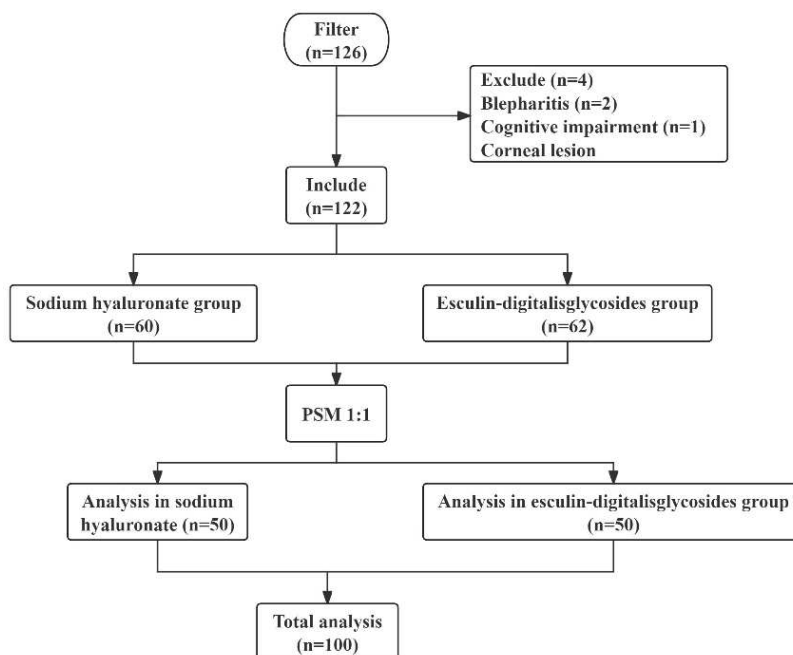 Filter
(n=126)
Exclude (n=4)
Blepharitis (n=2)
Cognitive impairment (n=1)
Corneal lesion
Include
(n=122)
Sodium hyaluronate group
(n=60)
Esculin-digitalisglycosides group
(n=62)
PSM 1:1
Analysis in sodium
hyaluronate (n=50)
Analysis in esculin-digitalisglycosides group
(n=50)
Total analysis
(n=100)